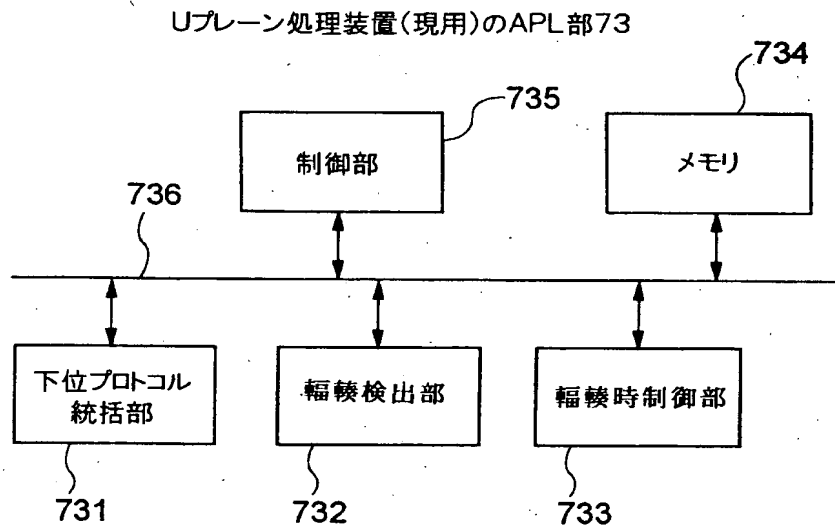 Uプレーン処理装置(現用)のAPL部73
734
735
制御部
メモリ
736
下位プロトコル
統括部
輻輳検出部
輻輳時制御部
731
732
733